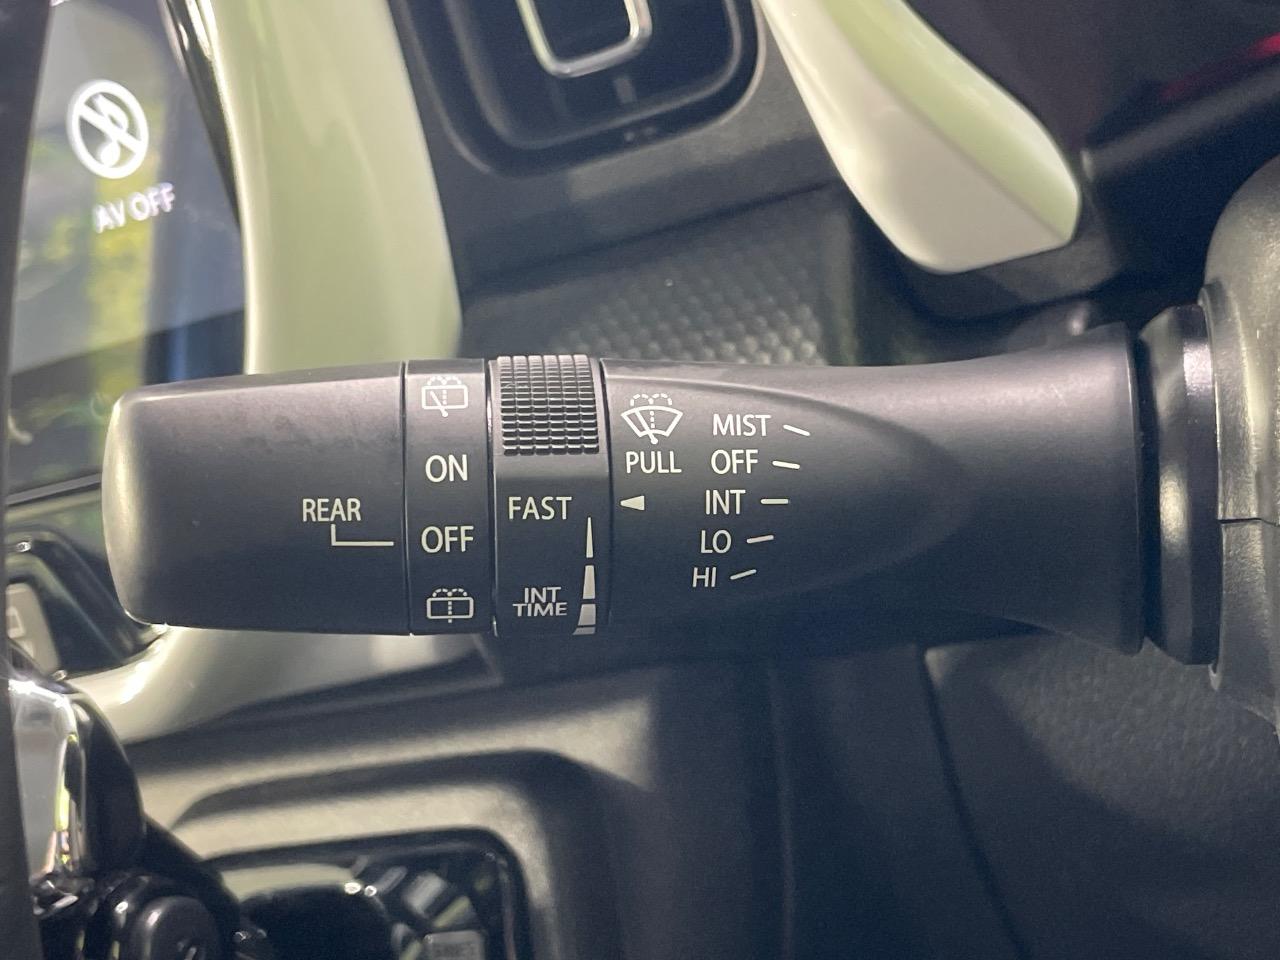 AV OFF
REAR
ON
OFF
FAST
INT
TIME
PULL
MIST
OFF
INT
LO
HI